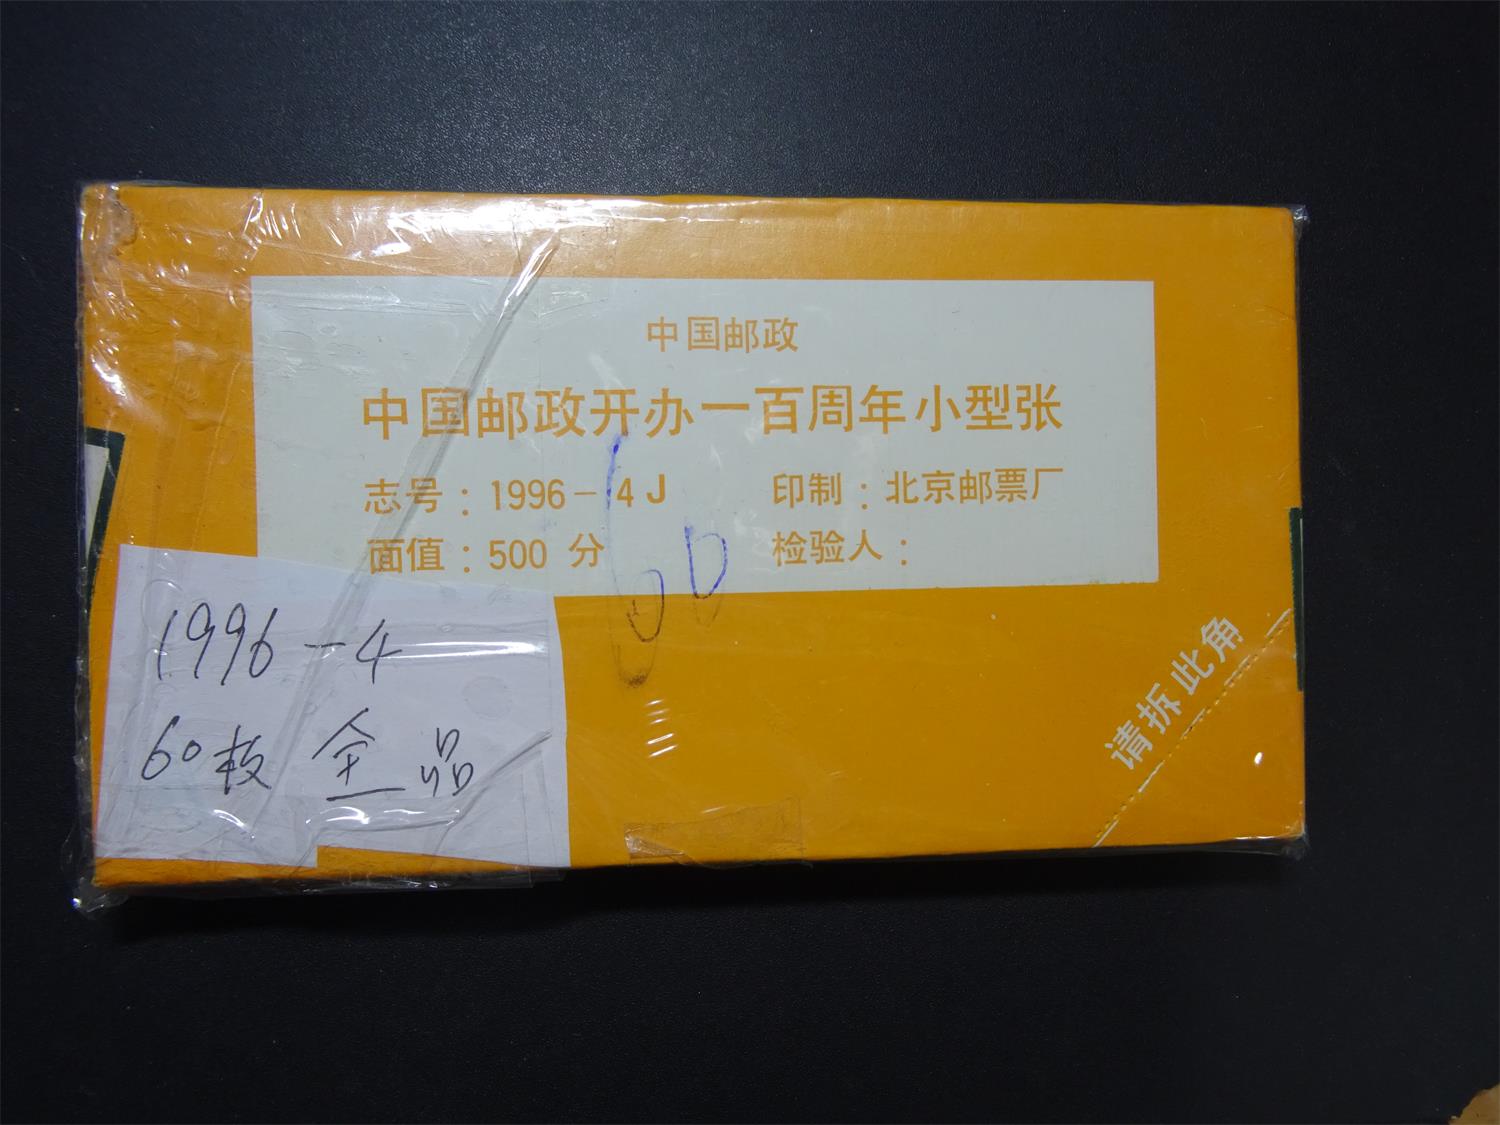 中国邮政
中国邮政开办一百周年小型张
志号：1996-4J 印制：北京邮票厂
面值：500 分 检验人：
60
1996-4
60枚 全品
请拆此角